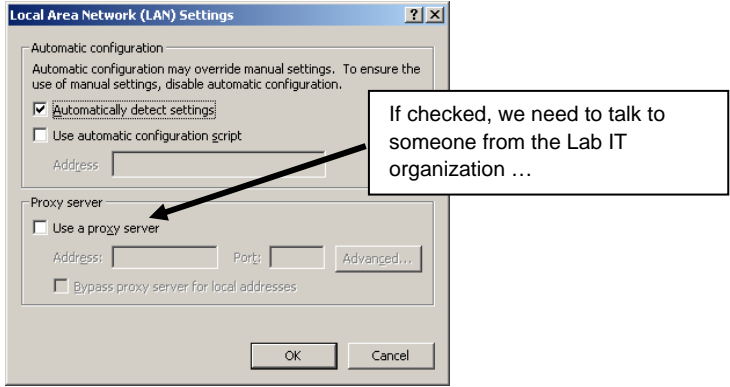 Local Area Network (LAN) Settings
Automatic configuration
Automatic configuration may override manual settings. To ensure the
use of manual settings, disable automatic configuration.
Automatically detect settings
Use automatic configuration script
Address
If checked, we need to talk to
someone from the Lab IT
organization …
Proxy server
Use a proxy server
Address:
Port:
Advanced...
Bypass proxy server for local addresses
OK
Cancel